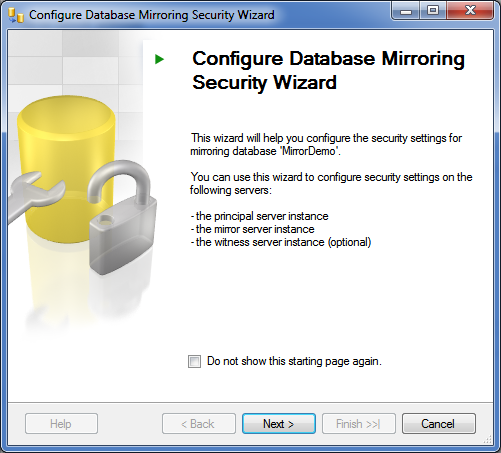 Configure Database Mirroring Security Wizard
Configure Database Mirroring
Security Wizard
This wizard will help you configure the security settings for
mirroring database 'MirrorDemo'.
You can use this wizard to configure security settings on the
following servers:
- the principal server instance
- the mirror server instance
- the witness server instance (optional)
Do not show this starting page again.
Help
< Back
Next >
Finish >>|
Cancel